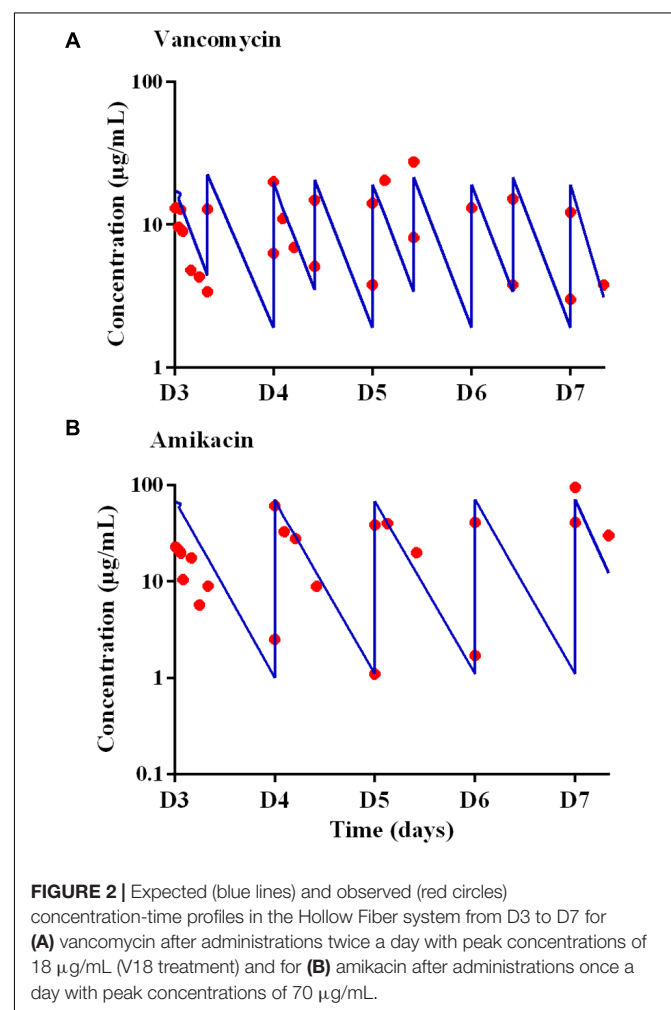 A Vancomycin
Concentration (µg/mL)
100
10
1
D3 D4 D5 D6 D7
B Amikacin
Concentration (µg/mL)
100
10
1
0.1
D3 D4 D5 D6 D7
Time (days)
FIGURE 2 | Expected (blue lines) and observed (red circles)
concentration-time profiles in the Hollow Fiber system from D3 to D7 for
(A) vancomycin after administrations twice a day with peak concentrations of
18 µg/mL (V18 treatment) and for (B) amikacin after administrations once a
day with peak concentrations of 70 µg/mL.